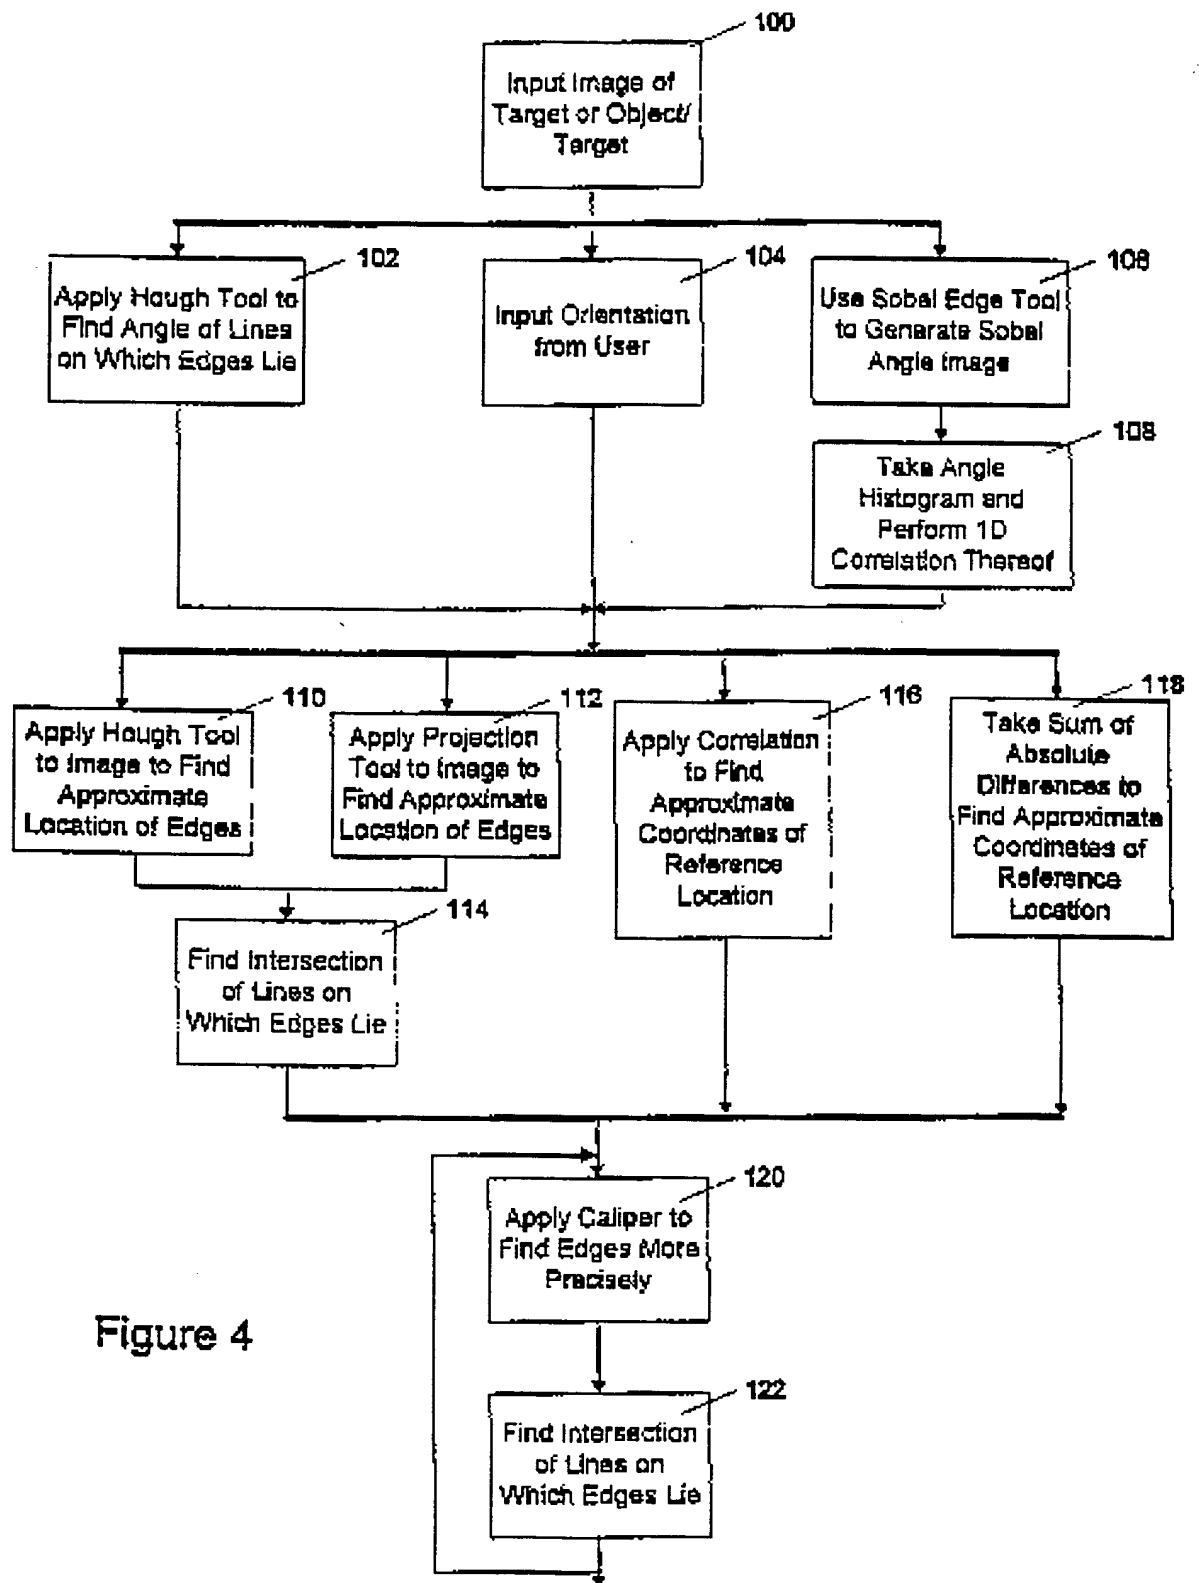 100
Input Image of
Target or Object/
Target
102
Apply Hough Tool to
Find Angle of Lines
on Which Edges Lie
104
Input Orientation
from User
106
Use Sobel Edge Tool
to Generate Sobel
Angle Image
108
Take Angle
Histogram and
Perform 1D
Correlation Thereof
110
Apply Hough Tool
to Image to Find
Approximate
Location of Edges
112
Apply Projection
Tool to Image to
Find Approximate
Location of Edges
116
Apply Correlation
to Find
Approximate
Coordinates of
Reference
Location
118
Take Sum of
Absolute
Differences to
Find Approximate
Coordinates of
Reference
Location
114
Find Intersection
of Lines on
Which Edges Lie
120
Apply Caliper to
Find Edges More
Precisely
Figure 4
122
Find Intersection
of Lines on
Which Edges Lie